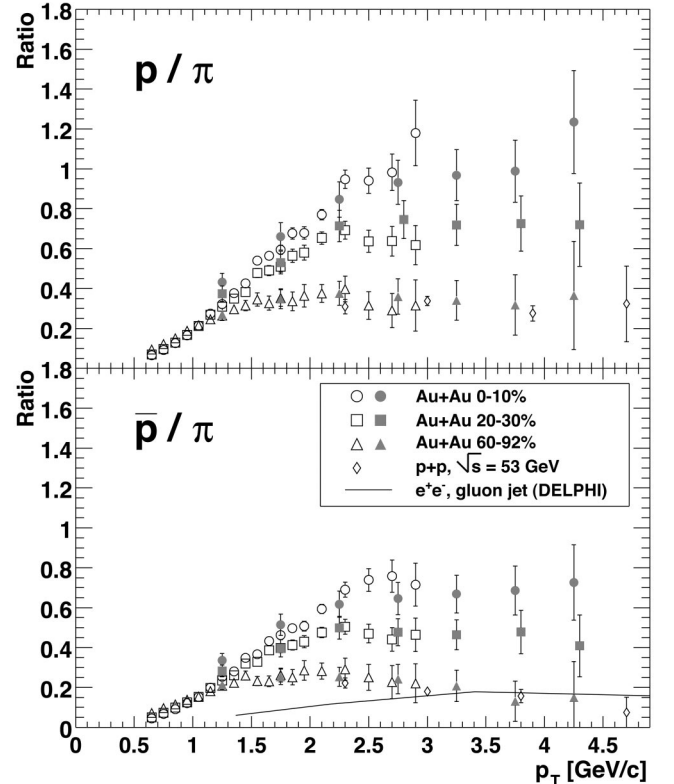 Ratio
1.8
1.6
1.4
1.2
1
0.8
0.6
0.4
0.2
p / π
Ratio
1.8
1.6
1.4
1.2
1
0.8
0.6
0.4
0.2
0
p̅ / π
Au+Au 0-10%
Au+Au 20-30%
Au+Au 60-92%
p+p, √s = 53 GeV
e⁺e⁻, gluon jet (DELPHI)
0 0.5 1 1.5 2 2.5 3 3.5 4 4.5
p_T [GeV/c]